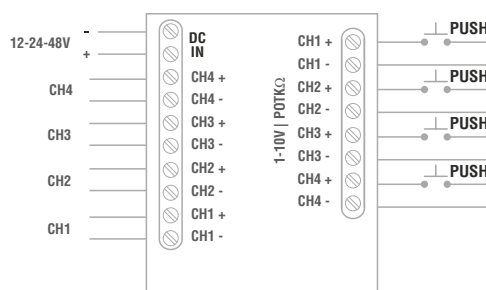 12-24-48V
-
+
CH4
CH3
CH2
CH1
DC
IN
CH4 +
CH4 -
CH3 +
CH3 -
CH2 +
CH2 -
CH1 +
CH1 -
1-10V | POTKΩ
CH1 +
CH1 -
CH2 +
CH2 -
CH3 +
CH3 -
CH4 +
CH4 -
PUSH
PUSH
PUSH
PUSH